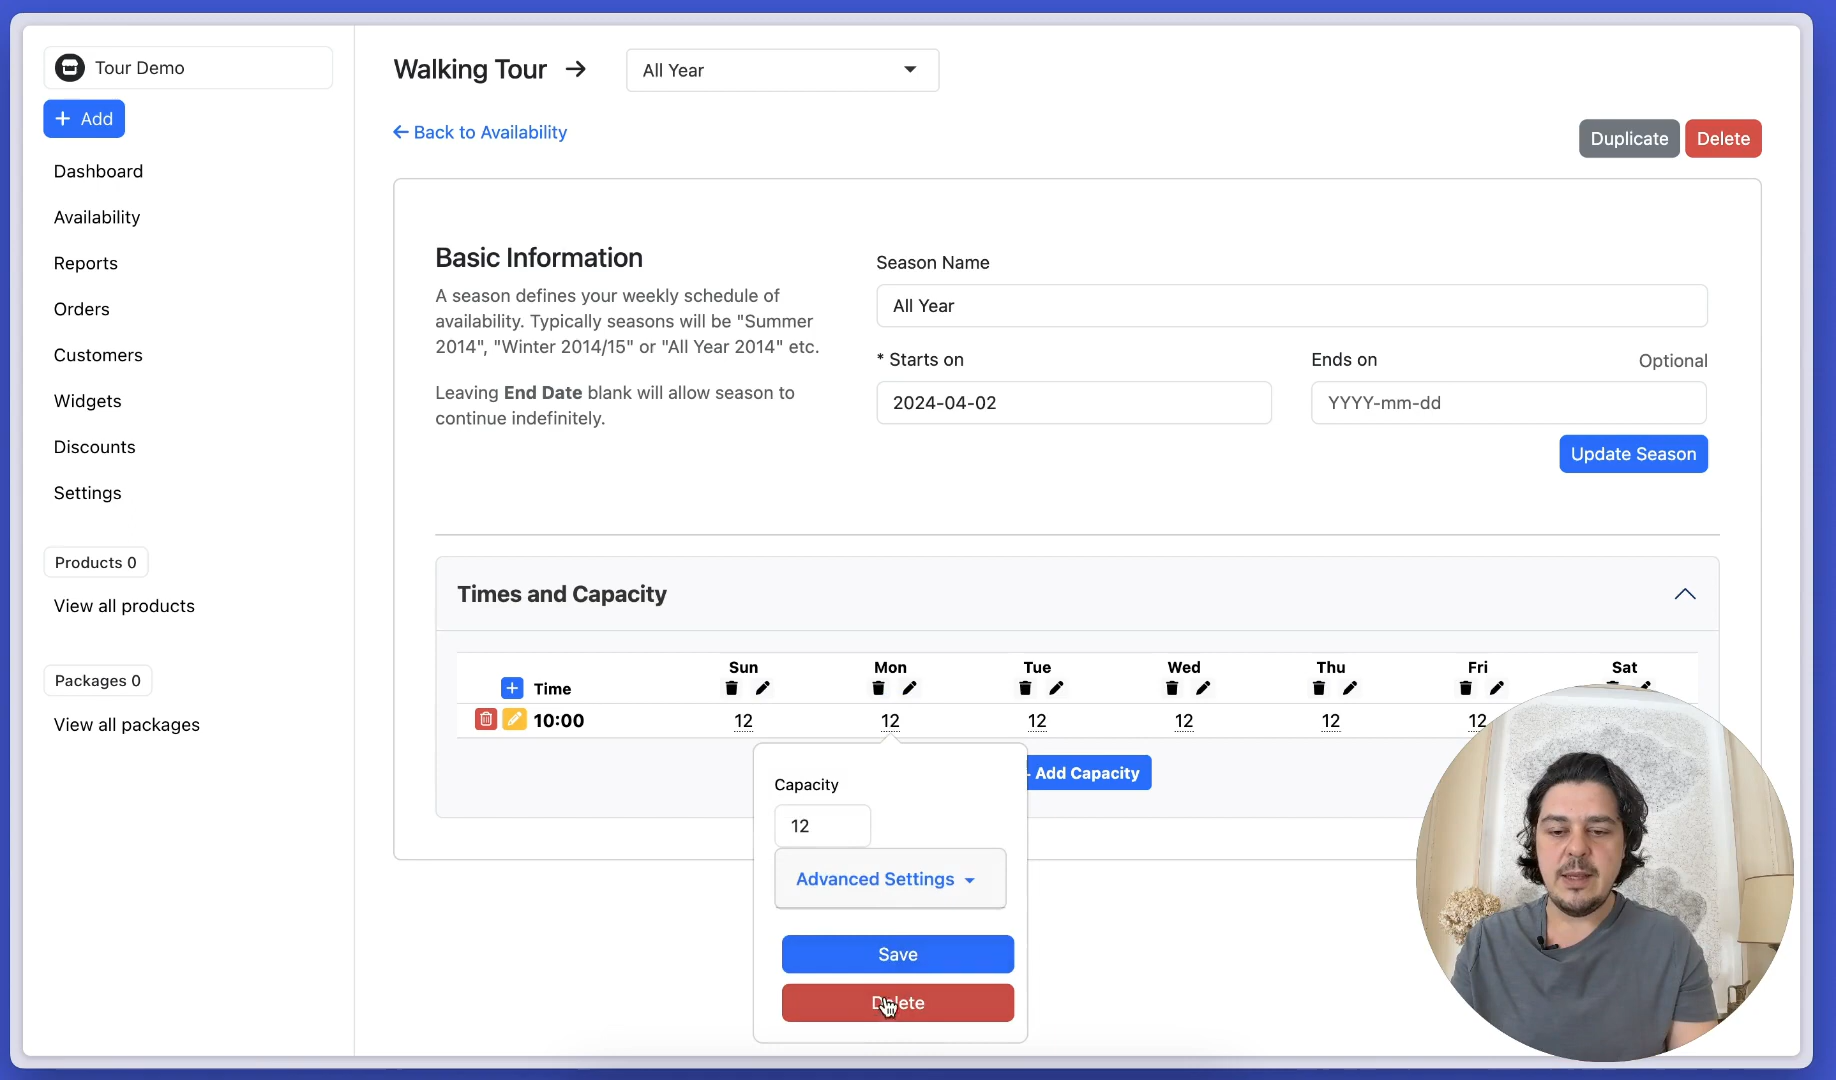 Tour Demo
+ Add
Dashboard
Availability
Reports
Orders
Customers
Widgets
Discounts
Settings
Products 0
View all products
Packages 0
View all packages
Walking Tour →
All Year
← Back to Availability
Duplicate
Delete
Basic Information
A season defines your weekly schedule of
availability. Typically seasons will be "Summer
2014", "Winter 2014/15" or "All Year 2014" etc.
Leaving End Date blank will allow season to
continue indefinitely.
Season Name
All Year
* Starts on
2024-04-02
Ends on
Optional
YYYY-mm-dd
Update Season
Times and Capacity
Sun Mon Tue Wed Thu Fri Sat
+ Time
10:00 12 12 12 12 12 12
Add Capacity
Capacity
12
Advanced Settings
Save
Delete